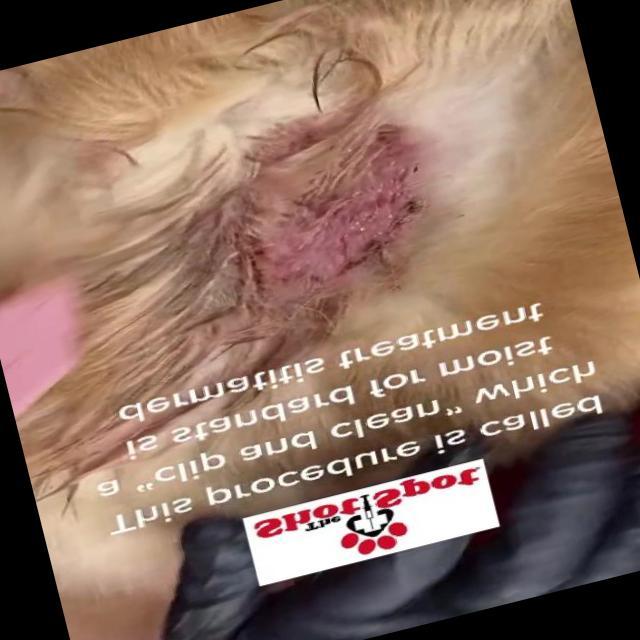 This procedure is called
a “clip and clean” which
is standard for moist
dermatitis treatment
The
Shot Spot